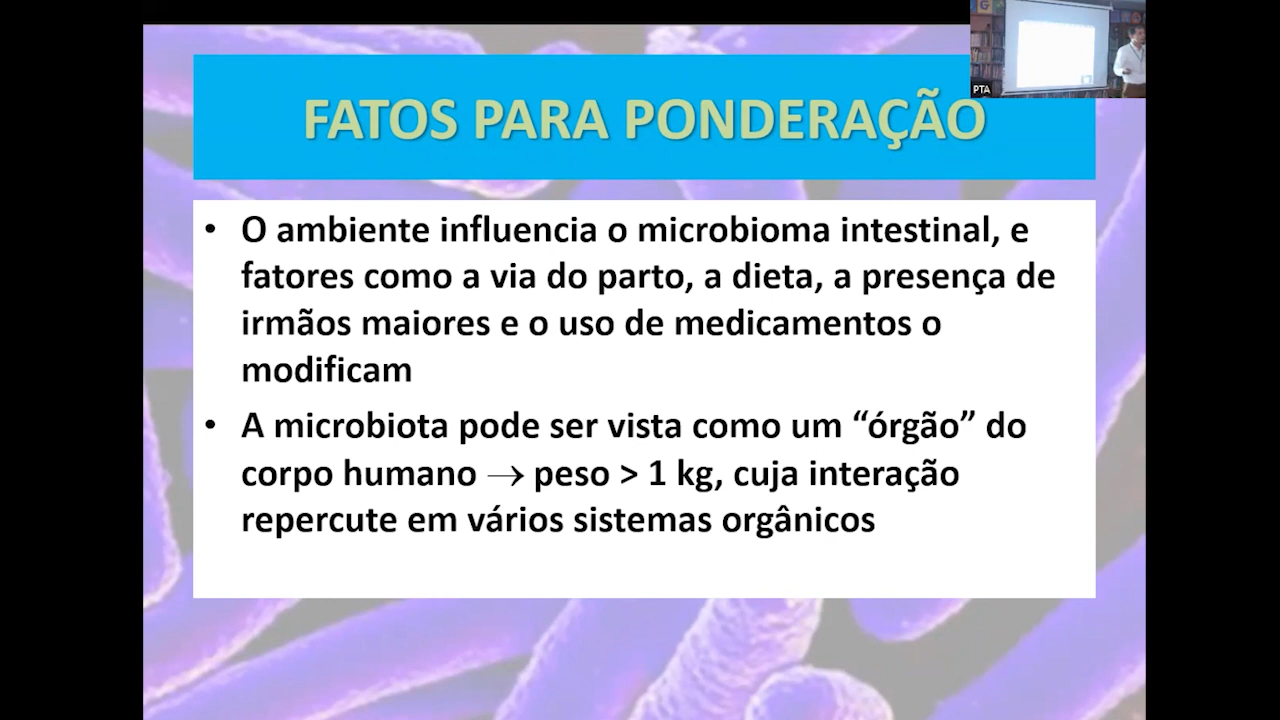 FATOS PARA PONDERAÇÃO
PTA
• O ambiente influencia o microbioma intestinal, e
fatores como a via do parto, a dieta, a presença de
irmãos maiores e o uso de medicamentos o
modificam
• A microbiota pode ser vista como um “órgão” do
corpo humano → peso > 1 kg, cuja interação
repercute em vários sistemas orgânicos